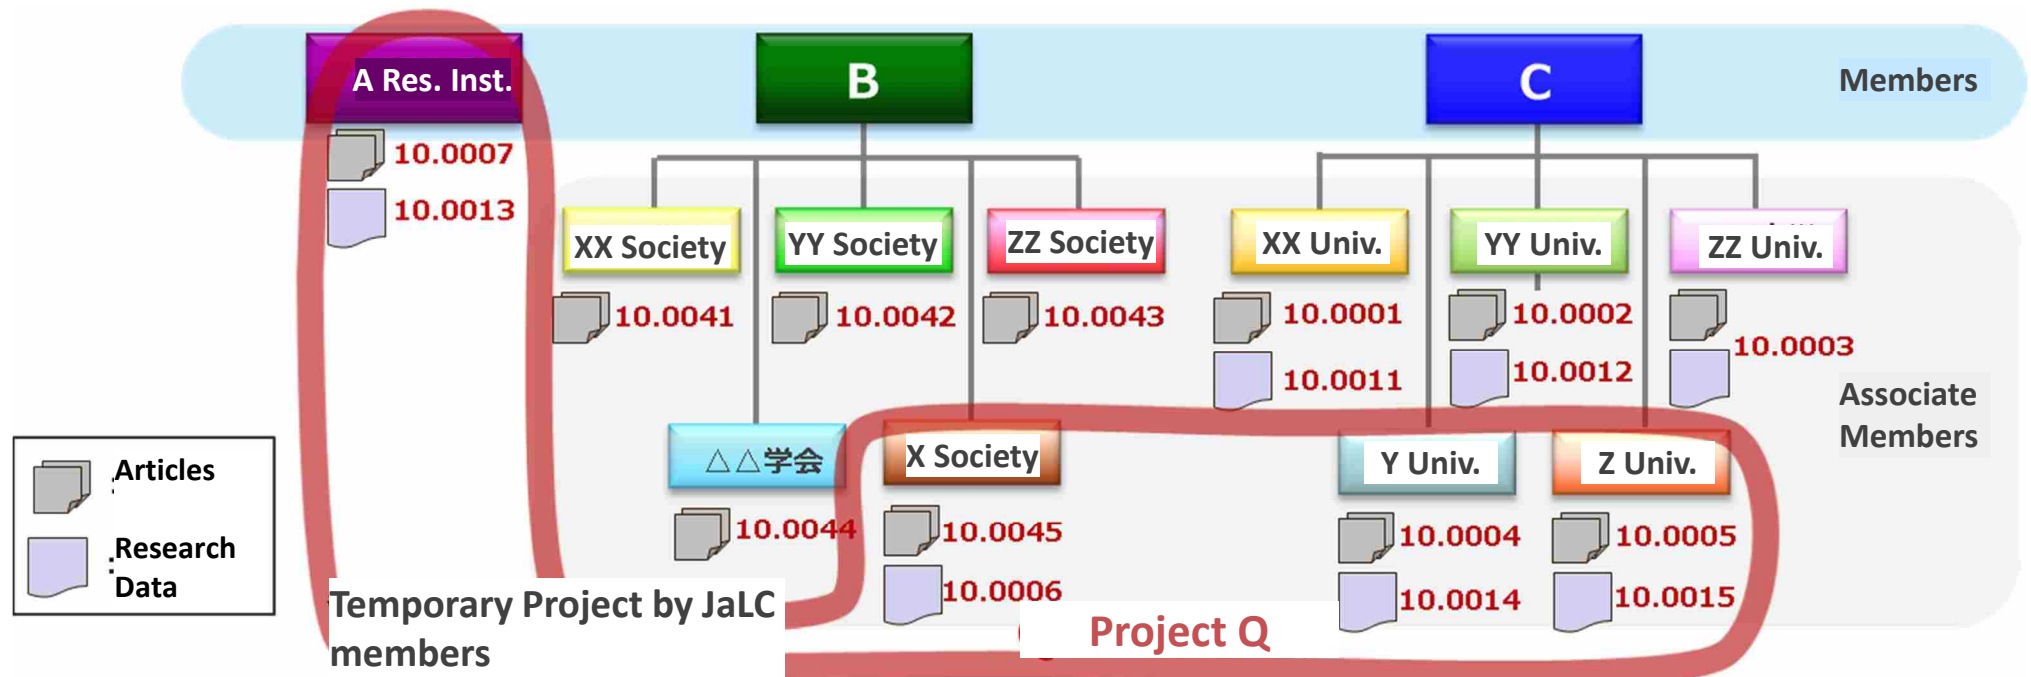 A Res. Inst.
B
C
Members
10.0007
10.0013
XX Society
YY Society
ZZ Society
XX Univ.
YY Univ.
ZZ Univ.
10.0041
10.0042
10.0043
10.0001
10.0002
10.0003
10.0011
10.0012
Associate
Members
△△学会
X Society
Y Univ.
Z Univ.
10.0044
10.0045
10.0004
10.0005
10.0006
10.0014
10.0015
: Articles
: Research
Data
Temporary Project by JaLC
members
Project Q